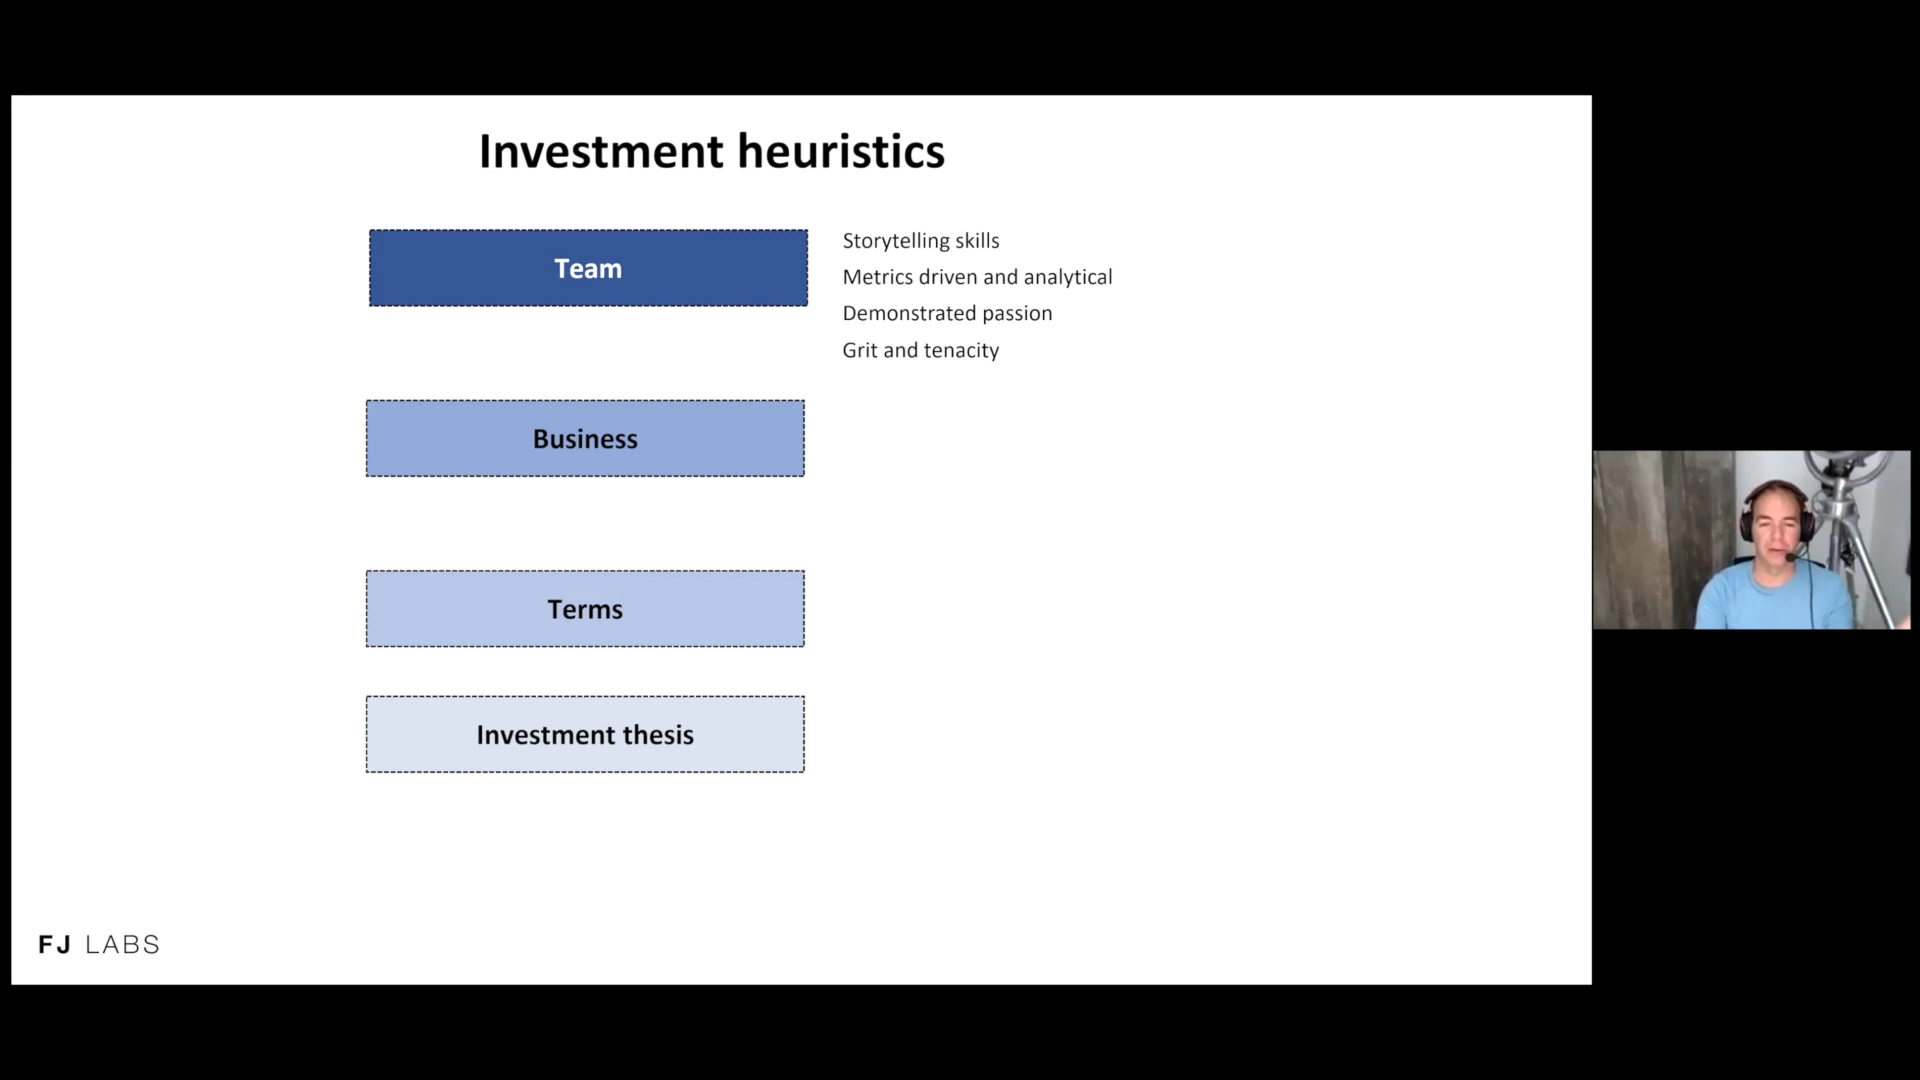 Investment heuristics
Team
Storytelling skills
Metrics driven and analytical
Demonstrated passion
Grit and tenacity
Business
Terms
Investment thesis
FJ LABS